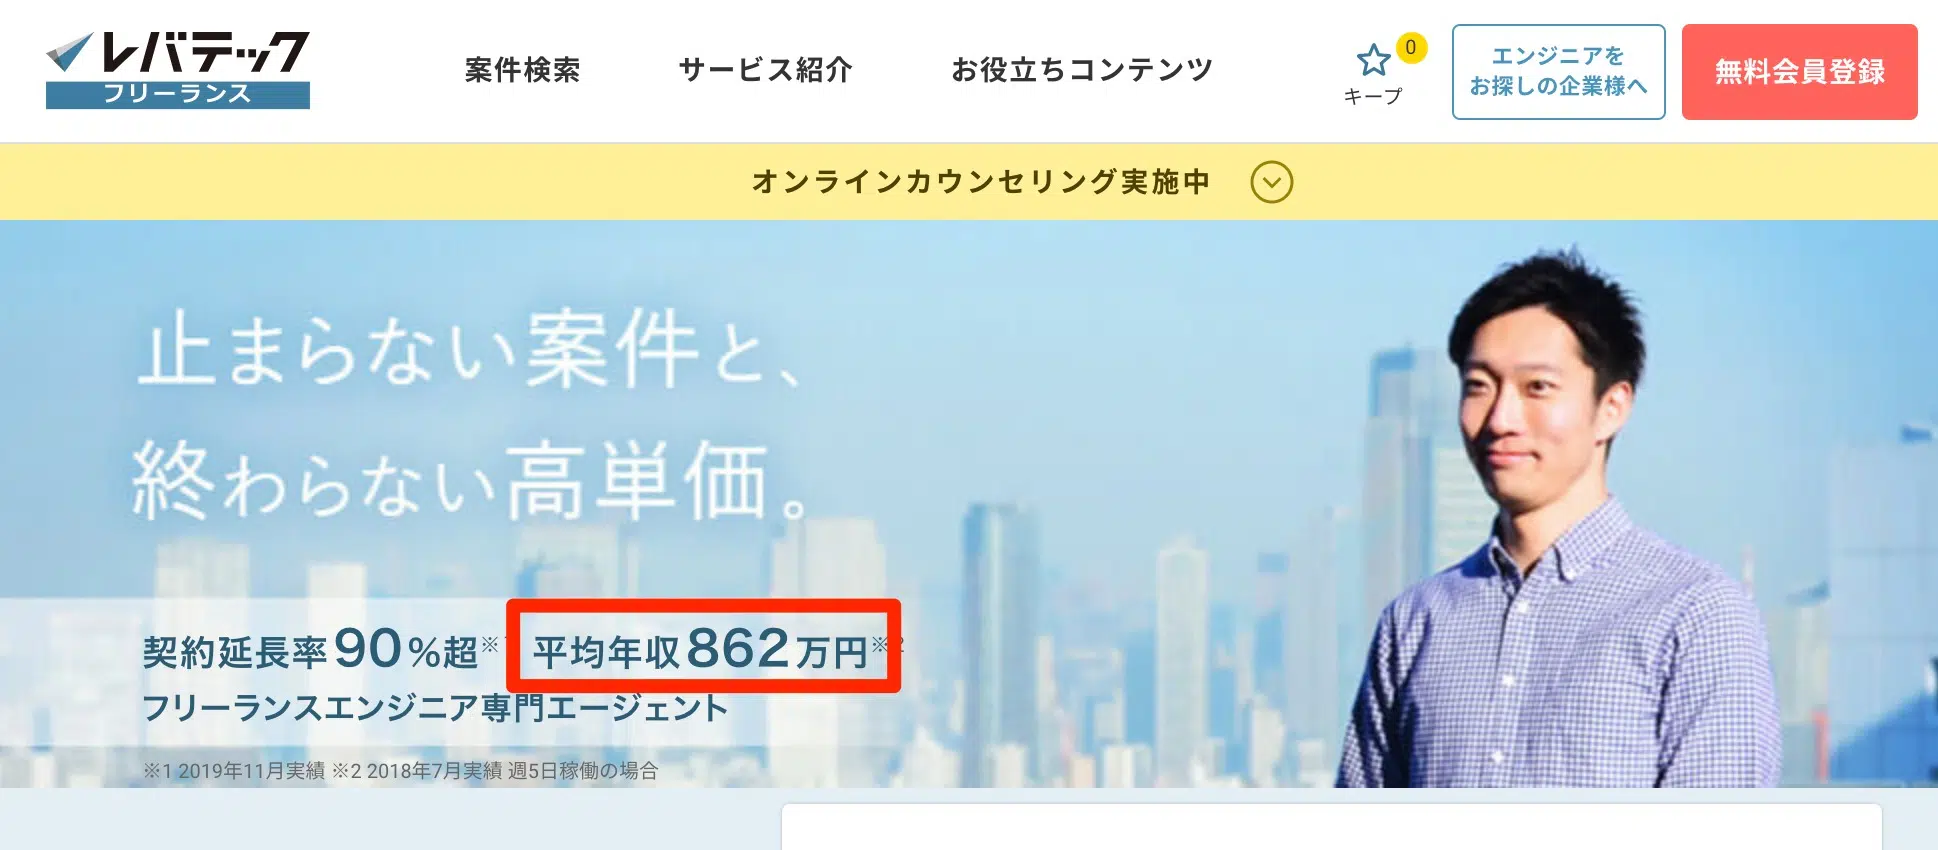 レバテック
フリーランス
案件検索
サービス紹介
お役立ちコンテンツ
0
キープ
エンジニアを
お探しの企業様へ
無料会員登録
オンラインカウンセリング実施中
止まらない案件と、
終わらない高単価。
契約延長率90%超※ 平均年収862万円※2
フリーランスエンジニア専門エージェント
※1 2019年11月実績 ※2 2018年7月実績 週5日稼働の場合